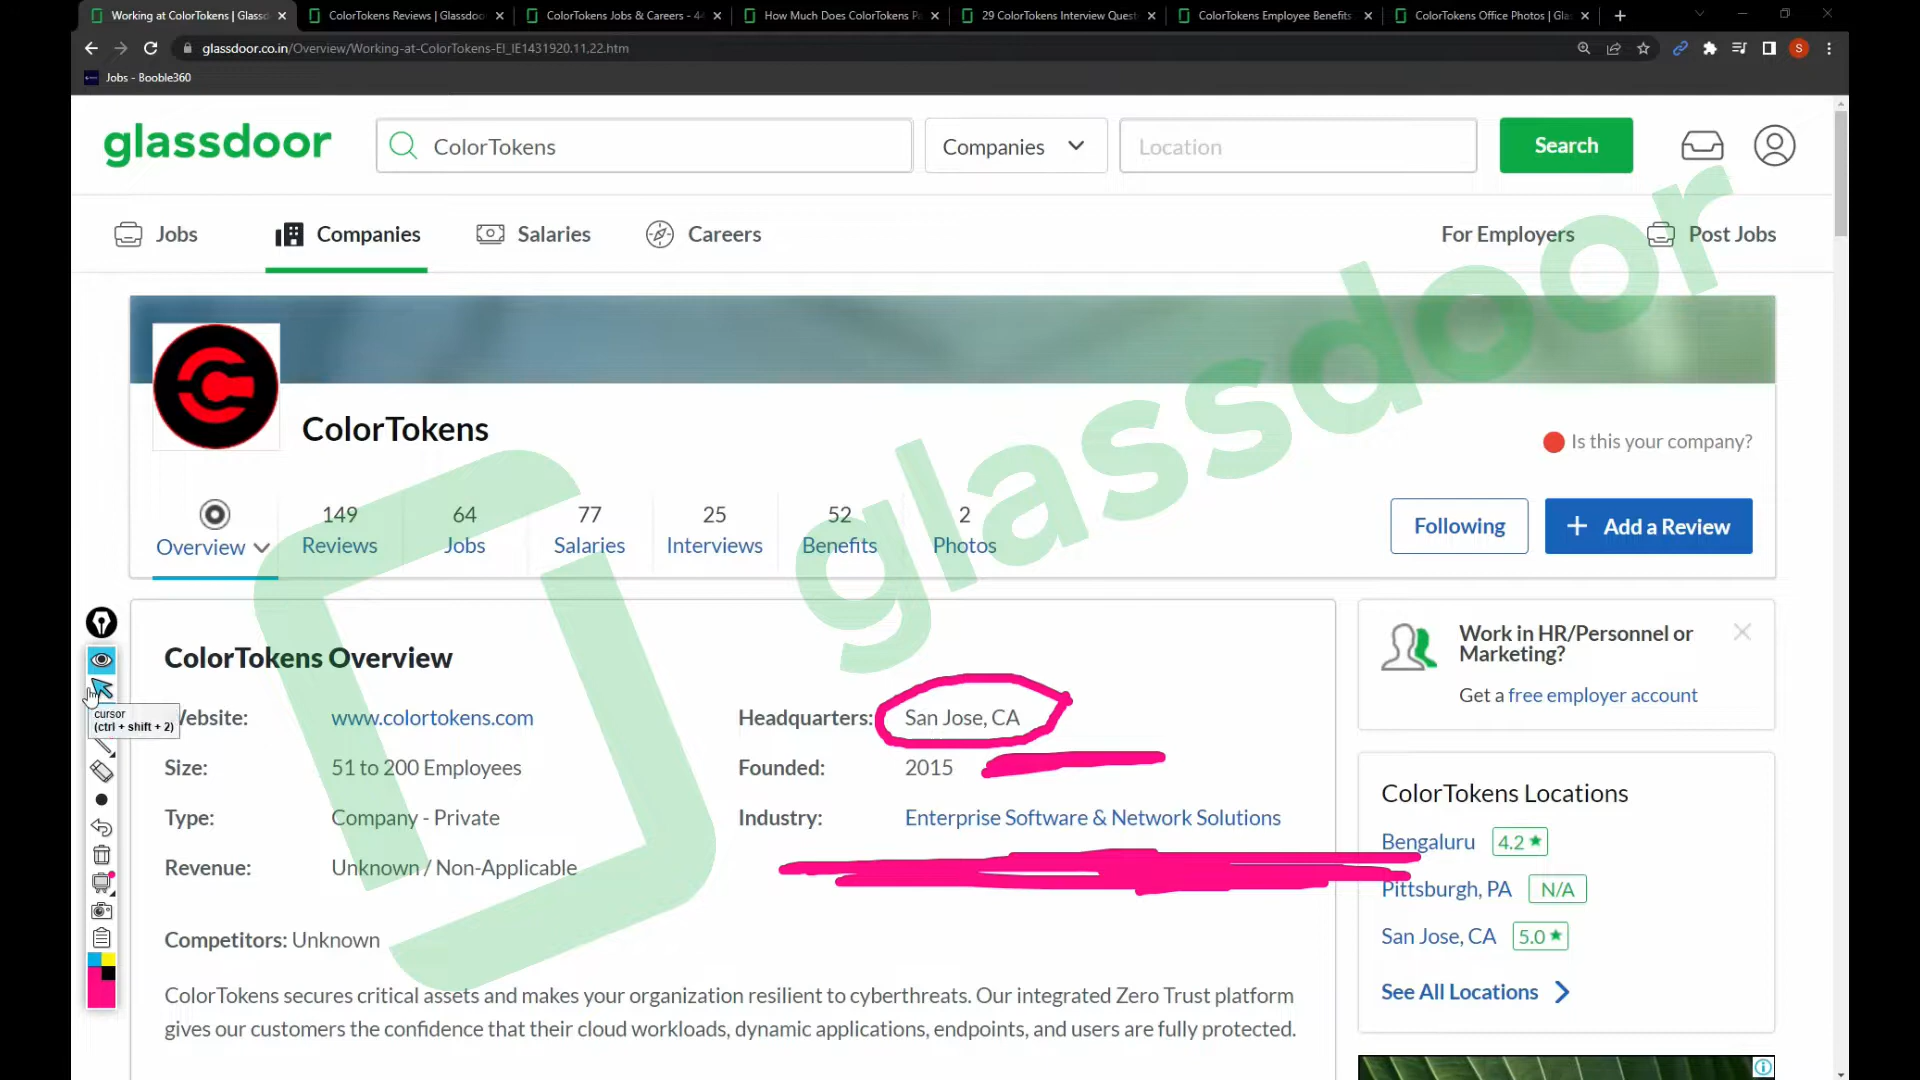 Working at ColorTokens | Glassd
ColorTokens Reviews | Glassdoo
ColorTokens Jobs & Careers - 4
How Much Does ColorTokens Pa
29 ColorTokens Interview Quest
ColorTokens Employee Benefits
ColorTokens Office Photos | Gla
glassdoor.co.in/Overview/Working-at-ColorTokens-EI_IE1431920.11,22.htm
S
Jobs - Booble360
glassdoor
ColorTokens
Companies
Location
Search
Jobs
Companies
Salaries
Careers
For Employers
Post Jobs
glassdoor
ColorTokens
Is this your company?
Overview
149 Reviews
64 Jobs
77 Salaries
25 Interviews
52 Benefits
2 Photos
Following
+ Add a Review
ColorTokens Overview
Website: www.colortokens.com
Headquarters: San Jose, CA
Size: 51 to 200 Employees
Founded: 2015
Type: Company - Private
Industry: Enterprise Software & Network Solutions
Revenue: Unknown / Non-Applicable
Competitors: Unknown
ColorTokens secures critical assets and makes your organization resilient to cyberthreats. Our integrated Zero Trust platform
gives our customers the confidence that their cloud workloads, dynamic applications, endpoints, and users are fully protected.
cursor
(ctrl + shift + 2)
Work in HR/Personnel or
Marketing?
Get a free employer account
ColorTokens Locations
Bengaluru 4.2 ★
Pittsburgh, PA N/A
San Jose, CA 5.0 ★
See All Locations